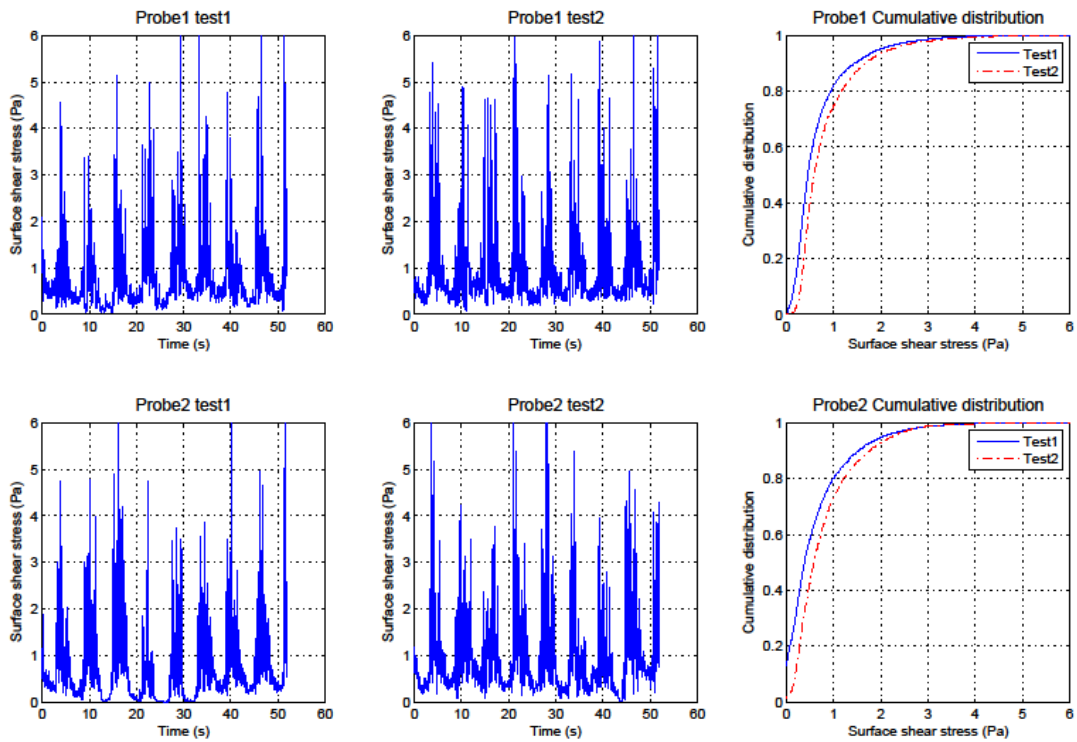 Probe1 test1
Surface shear stress (Pa)
6
5
4
3
2
1
0
0 10 20 30 40 50 60
Time (s)
Probe1 test2
Surface shear stress (Pa)
6
5
4
3
2
1
0
0 10 20 30 40 50 60
Time (s)
Probe1 Cumulative distribution
Cumulative distribution
1
0.8
0.6
0.4
0.2
0
0 1 2 3 4 5 6
Surface shear stress (Pa)
Test1
Test2
Probe2 test1
Surface shear stress (Pa)
6
5
4
3
2
1
0
0 10 20 30 40 50 60
Time (s)
Probe2 test2
Surface shear stress (Pa)
6
5
4
3
2
1
0
0 10 20 30 40 50 60
Time (s)
Probe2 Cumulative distribution
Cumulative distribution
1
0.8
0.6
0.4
0.2
0
0 1 2 3 4 5 6
Surface shear stress (Pa)
Test1
Test2